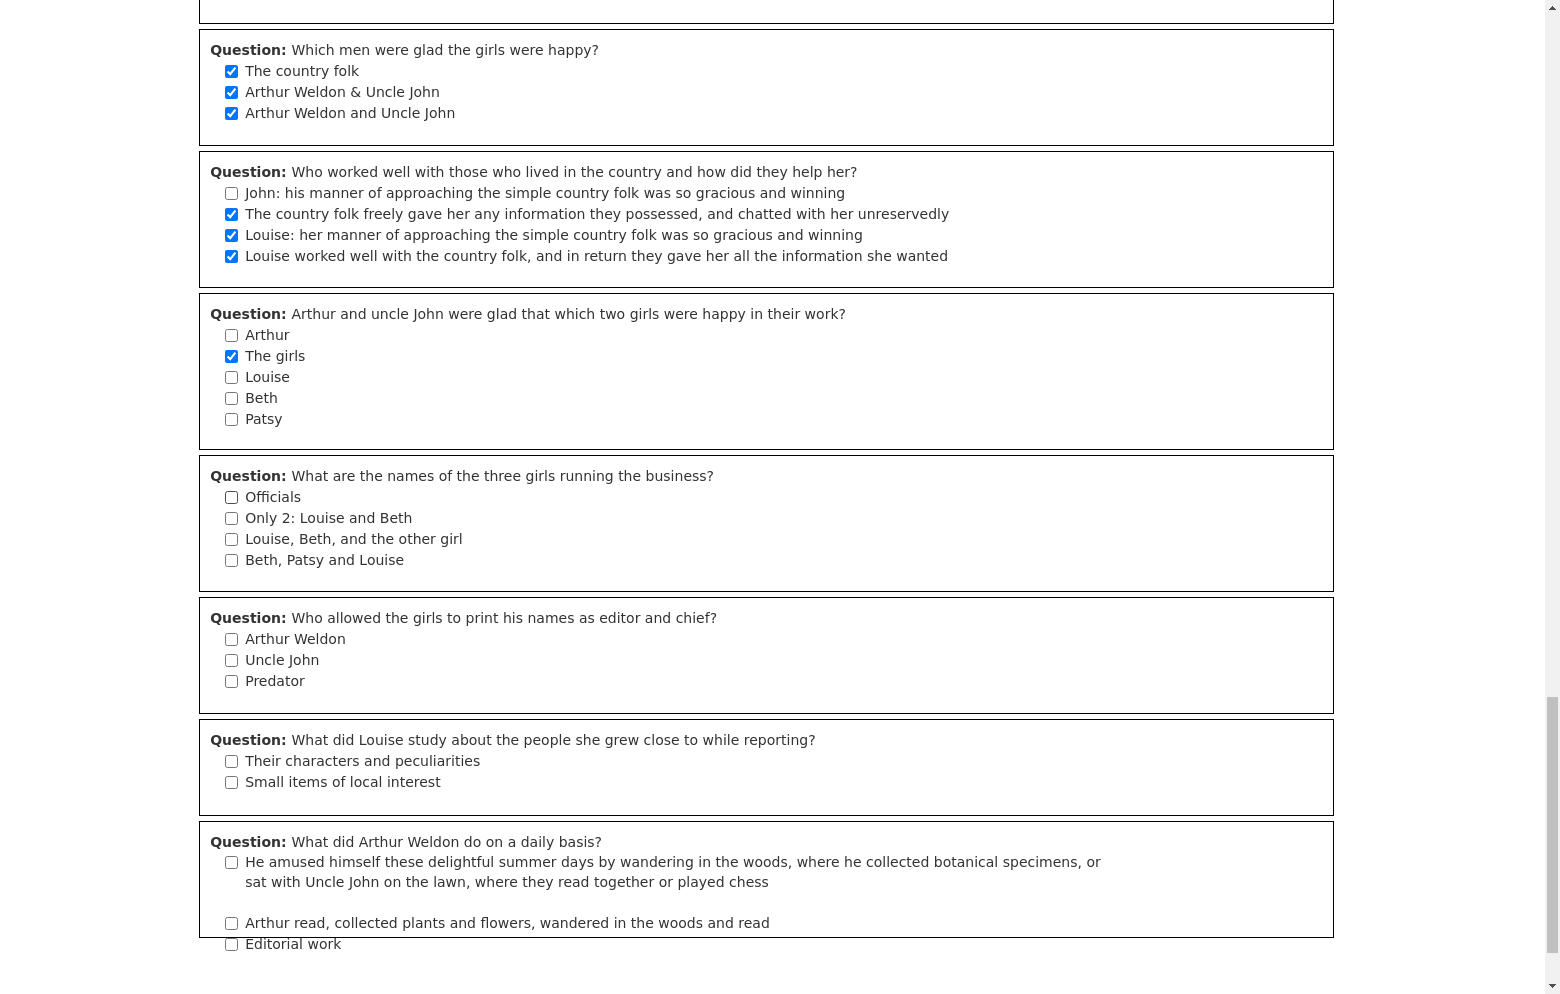 Question: Which men were glad the girls were happy?
The country folk
Arthur Weldon & Uncle John
Arthur Weldon and Uncle John
Question: Who worked well with those who lived in the country and how did they help her?
John: his manner of approaching the simple country folk was so gracious and winning
The country folk freely gave her any information they possessed, and chatted with her unreservedly
Louise: her manner of approaching the simple country folk was so gracious and winning
Louise worked well with the country folk, and in return they gave her all the information she wanted
Question: Arthur and uncle John were glad that which two girls were happy in their work?
Arthur
The girls
Louise
Beth
Patsy
Question: What are the names of the three girls running the business?
Officials
Only 2: Louise and Beth
Louise, Beth, and the other girl
Beth, Patsy and Louise
Question: Who allowed the girls to print his names as editor and chief?
Arthur Weldon
Uncle John
Predator
Question: What did Louise study about the people she grew close to while reporting?
Their characters and peculiarities
Small items of local interest
Question: What did Arthur Weldon do on a daily basis?
He amused himself these delightful summer days by wandering in the woods, where he collected botanical specimens, or
sat with Uncle John on the lawn, where they read together or played chess
Arthur read, collected plants and flowers, wandered in the woods and read
Editorial work